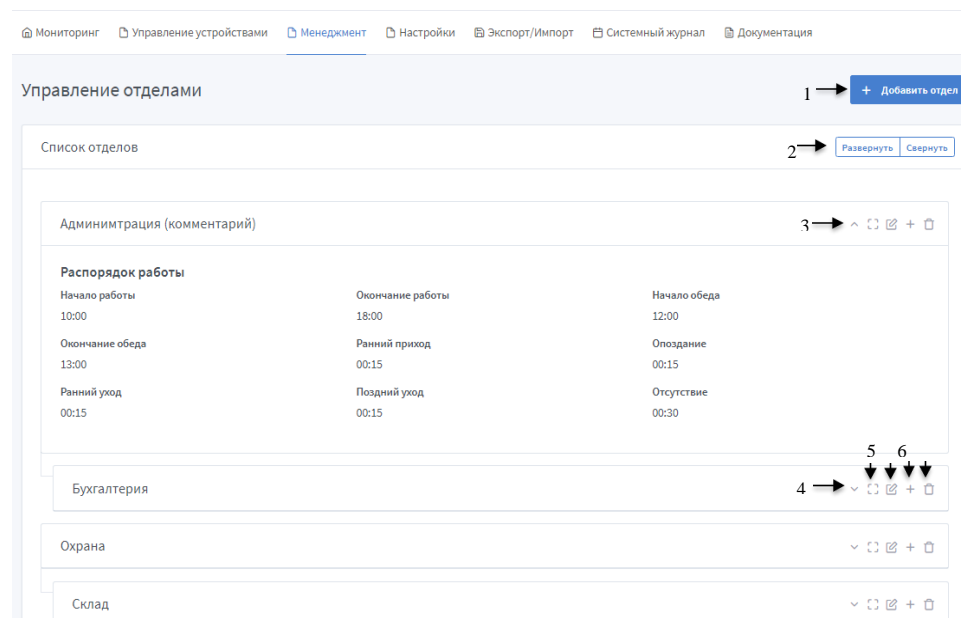 Мониторинг Управление устройствами Менеджмент Настройки Экспорт/Импорт Системный журнал Документация
Управление отделами
1 + Добавить отдел
Список отделов
2 Развернуть Свернуть
Админимтрация (комментарий)
3
Распорядок работы
Начало работы Окончание работы Начало обеда
10:00 18:00 12:00
Окончание обеда Ранний приход Опоздание
13:00 00:15 00:15
Ранний уход Поздний уход Отсутствие
00:15 00:15 00:30
5 6
Бухгалтерия 4
Охрана
Склад